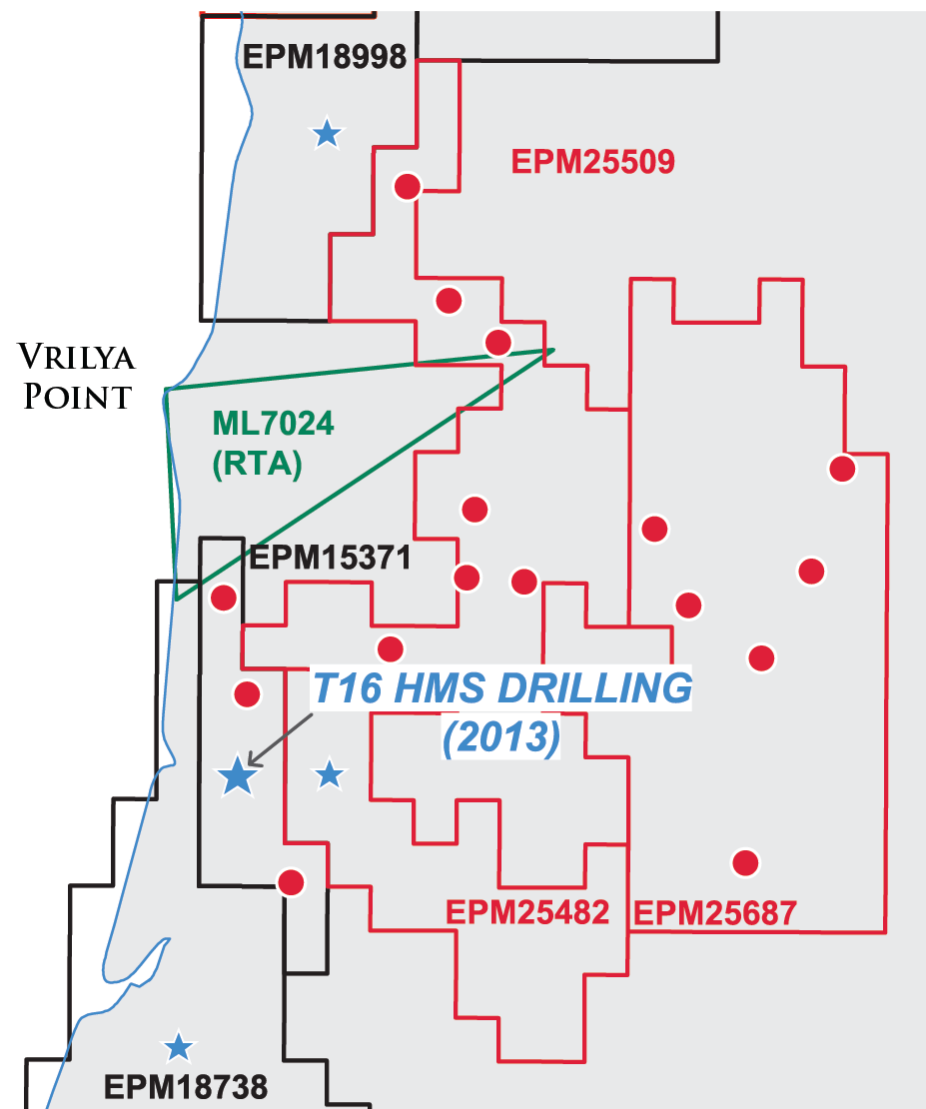 EPM18998
EPM25509
VRILYA
POINT
ML7024
(RTA)
EPM15371
T16 HMS DRILLING
(2013)
EPM25482
EPM25687
EPM18738